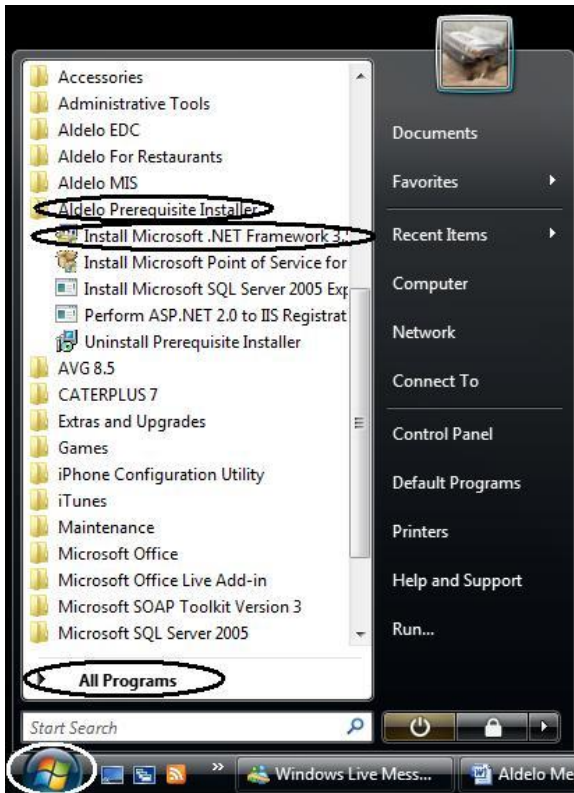 Accessories
Administrative Tools
Aldelo EDC
Aldelo For Restaurants
Aldelo MIS
Aldelo Prerequisite Installer
Install Microsoft .NET Framework 3.
Install Microsoft Point of Service for
Install Microsoft SQL Server 2005 Exp
Perform ASP.NET 2.0 to IIS Registrat
Uninstall Prerequisite Installer
AVG 8.5
CATERPLUS 7
Extras and Upgrades
Games
iPhone Configuration Utility
iTunes
Maintenance
Microsoft Office
Microsoft Office Live Add-in
Microsoft SOAP Toolkit Version 3
Microsoft SQL Server 2005
All Programs
Start Search
Documents
Favorites
Recent Items
Computer
Network
Connect To
Control Panel
Default Programs
Printers
Help and Support
Run...
Windows Live Mess...
Aldelo Me